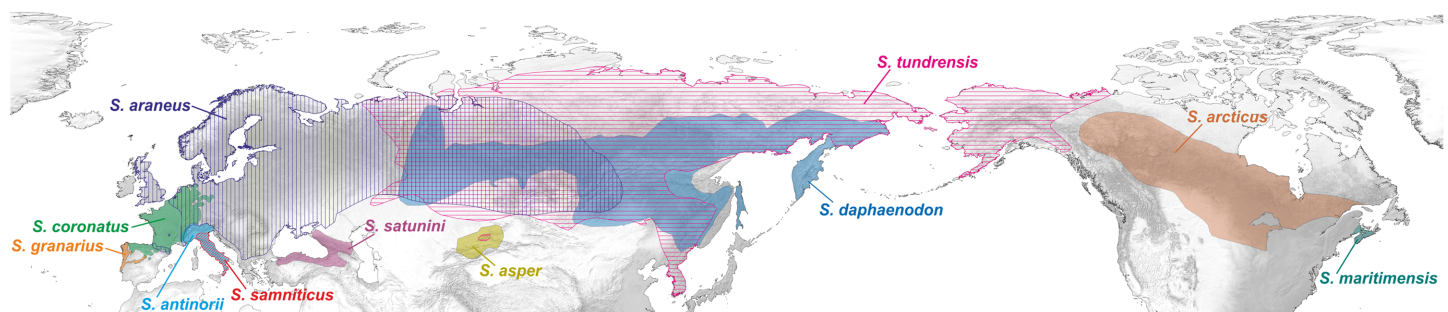 S. tundrensis
S. araneus
S. arcticus
S. daphaenodon
S. coronatus
S. satunini
S. granarius
S. asper
S. maritimensis
S. samniticus
S. antinorii